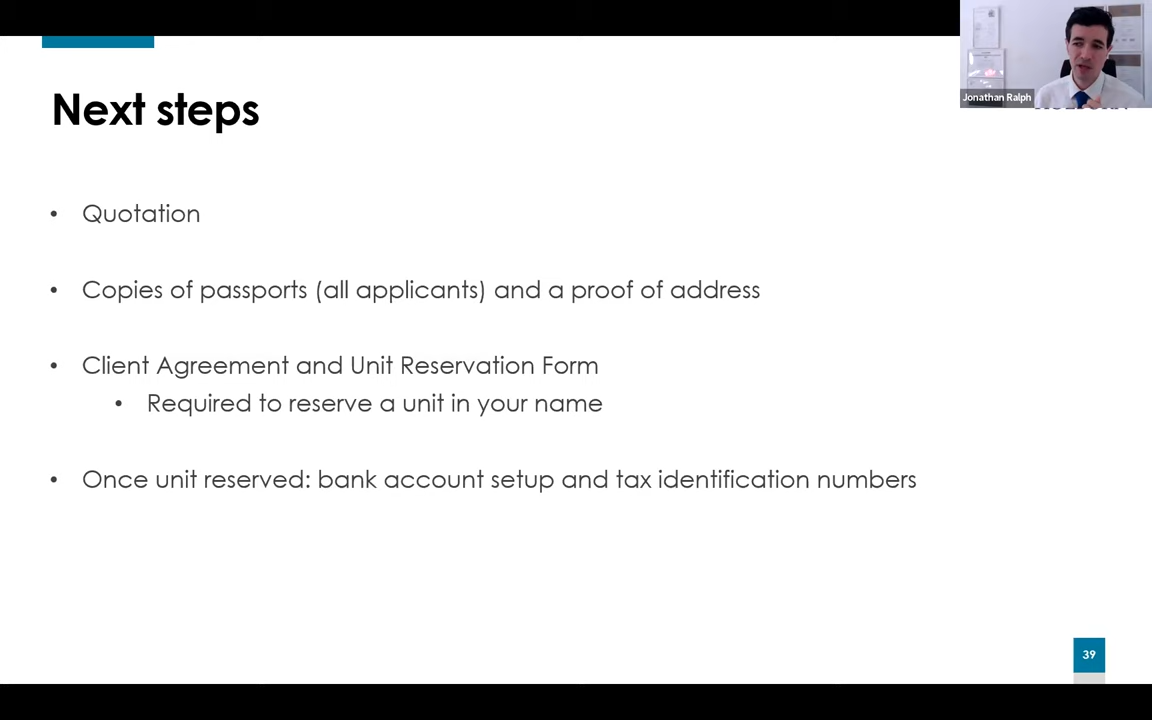 Jonathan Ralph
Next steps
• Quotation
• Copies of passports (all applicants) and a proof of address
• Client Agreement and Unit Reservation Form
• Required to reserve a unit in your name
• Once unit reserved: bank account setup and tax identification numbers
39